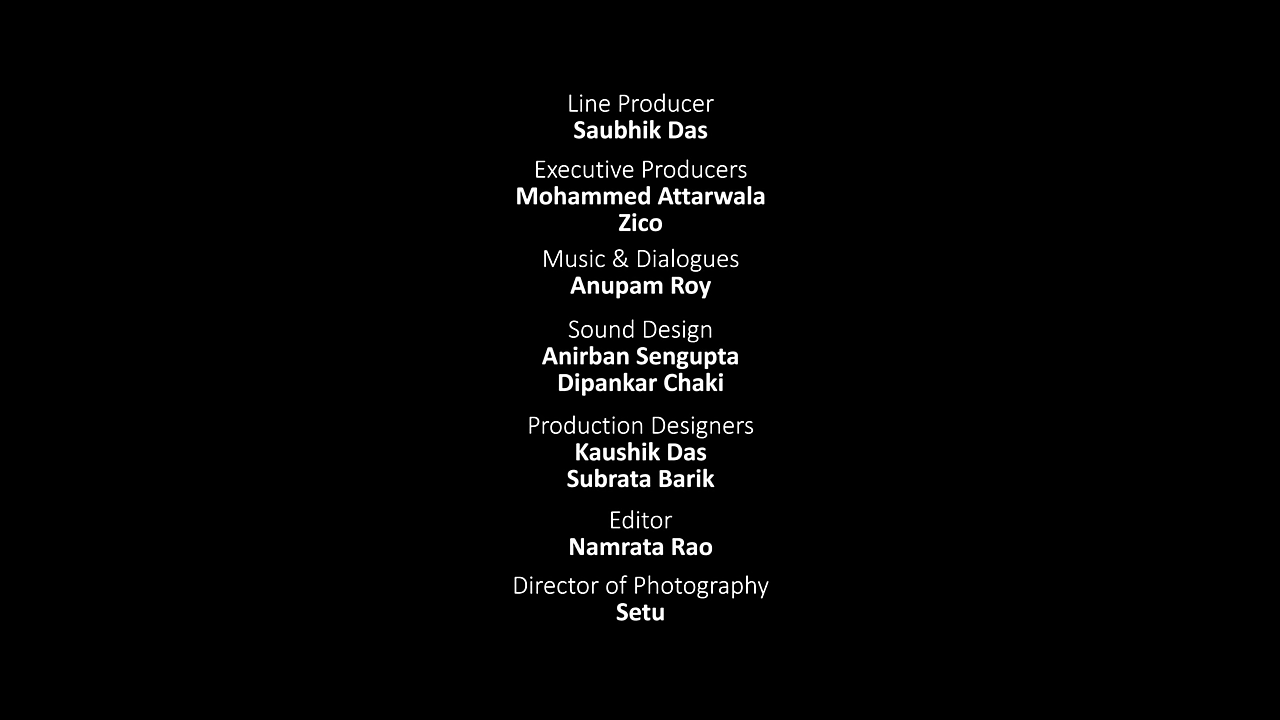 Line Producer
Saubhik Das
Executive Producers
Mohammed Attarwala
Zico
Music & Dialogues
Anupam Roy
Sound Design
Anirban Sengupta
Dipankar Chaki
Production Designers
Kaushik Das
Subrata Barik
Editor
Namrata Rao
Director of Photography
Setu